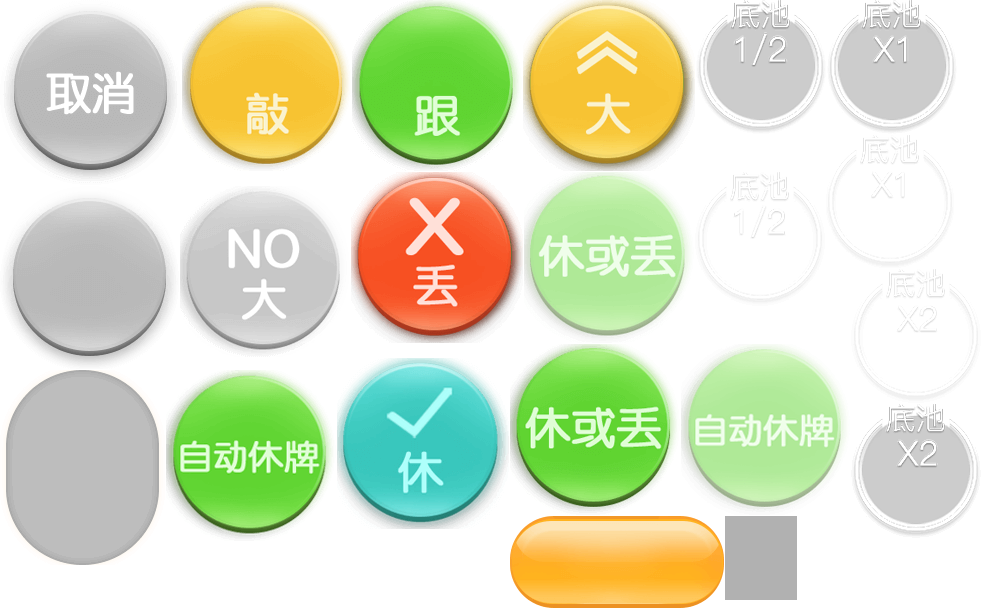 取消
敲
跟
大
底池
1/2
底池
X1
NO
大
丢
休或丢
底池
1/2
底池
X1
底池
X2
自动休牌
休
休或丢
自动休牌
底池
X2